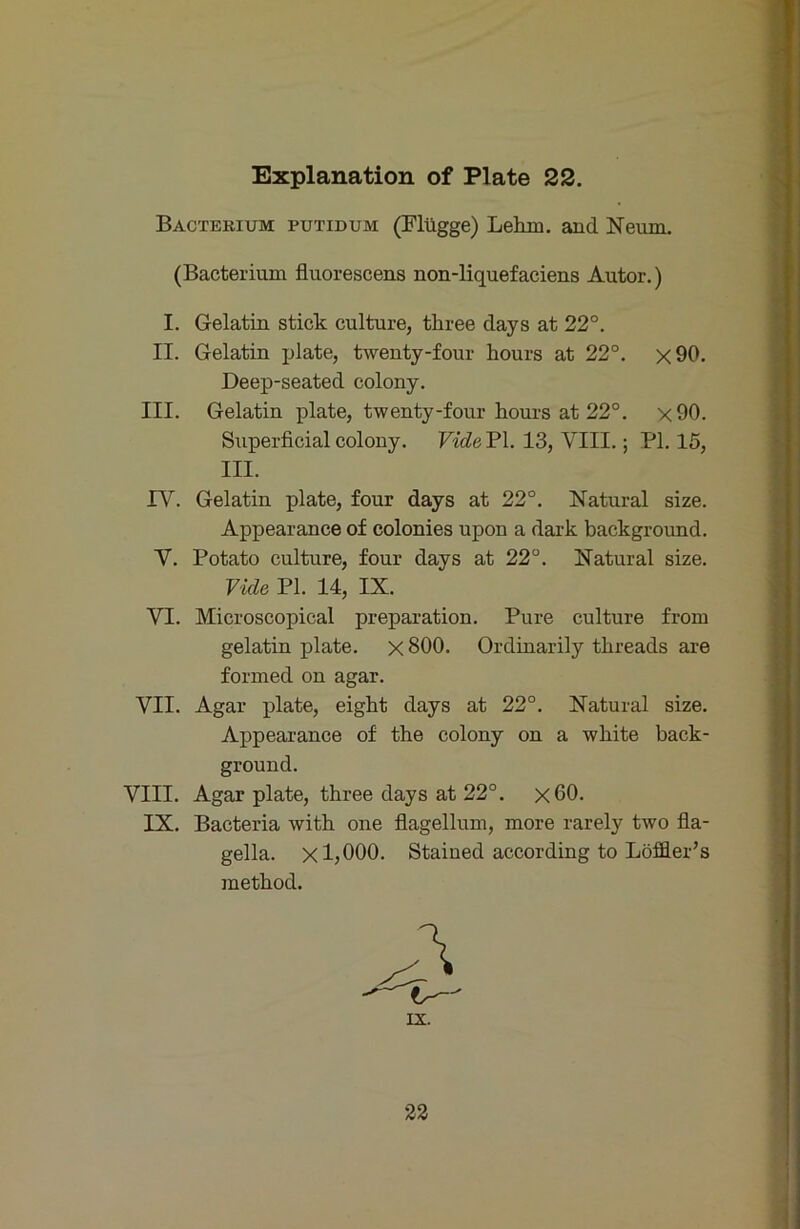 Explanation of Plate 22.
Bacterium putidum (Flügge) Lehm. and Neum.
(Bacterium fluorescens non-liquefaciens Autor.)
I. Gelatin stick culture, three days at 22°.
II. Gelatin plate, twenty-four hours at 22°. ×90.
Deep-seated colony.
III. Gelatin plate, twenty-four hours at 22°. ×90.
Superficial colony. Vide Pl. 13, VIII.; Pl. 15,
III.
IV. Gelatin plate, four days at 22°. Natural size.
Appearance of colonies upon a dark background.
V. Potato culture, four days at 22°. Natural size.
Vide Pl. 14, IX.
VI. Microscopical preparation. Pure culture from
gelatin plate. ×800. Ordinarily threads are
formed on agar.
VII. Agar plate, eight days at 22°. Natural size.
Appearance of the colony on a white back-
ground.
VIII. Agar plate, three days at 22°. ×60.
IX. Bacteria with one flagellum, more rarely two fla-
gella. ×1,000. Stained according to Löffler's
method.
IX.
22